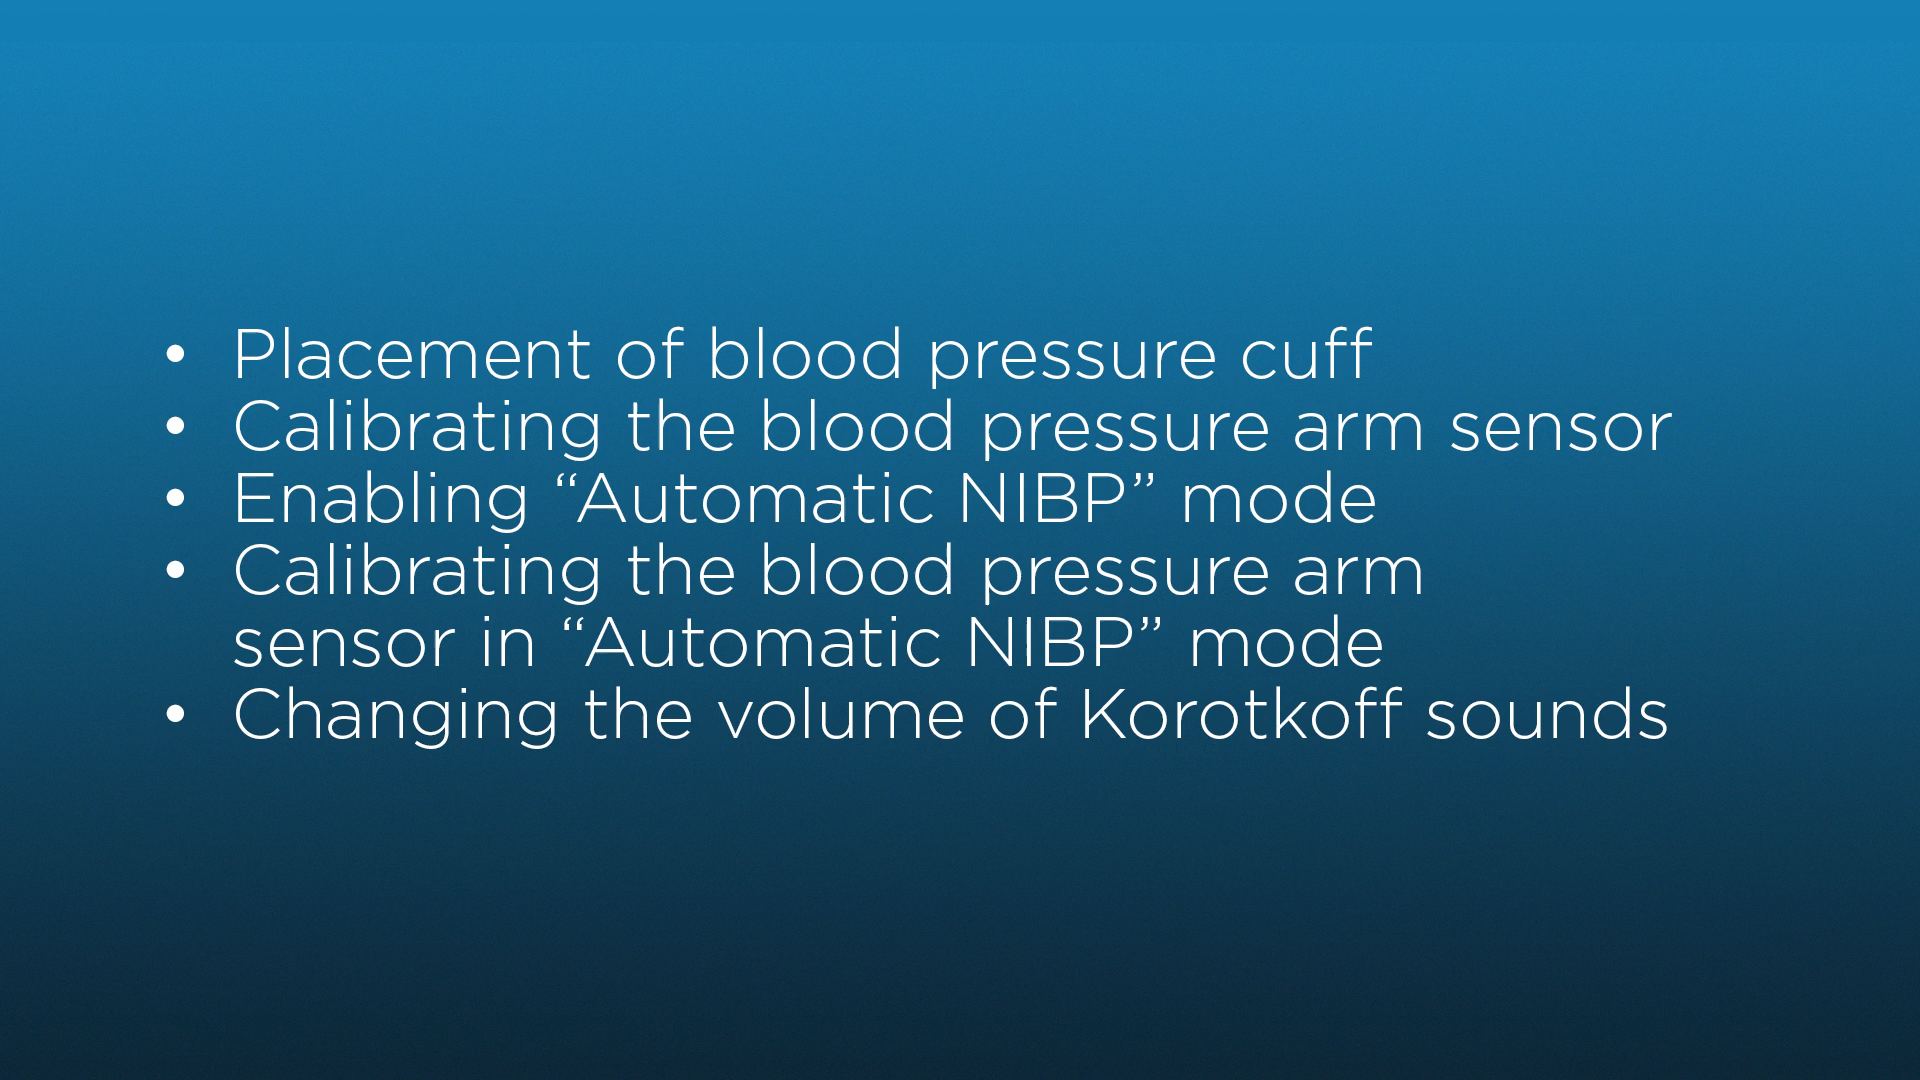 • Placement of blood pressure cuff
• Calibrating the blood pressure arm sensor
• Enabling “Automatic NIBP” mode
• Calibrating the blood pressure arm
sensor in “Automatic NIBP” mode
• Changing the volume of Korotkoff sounds